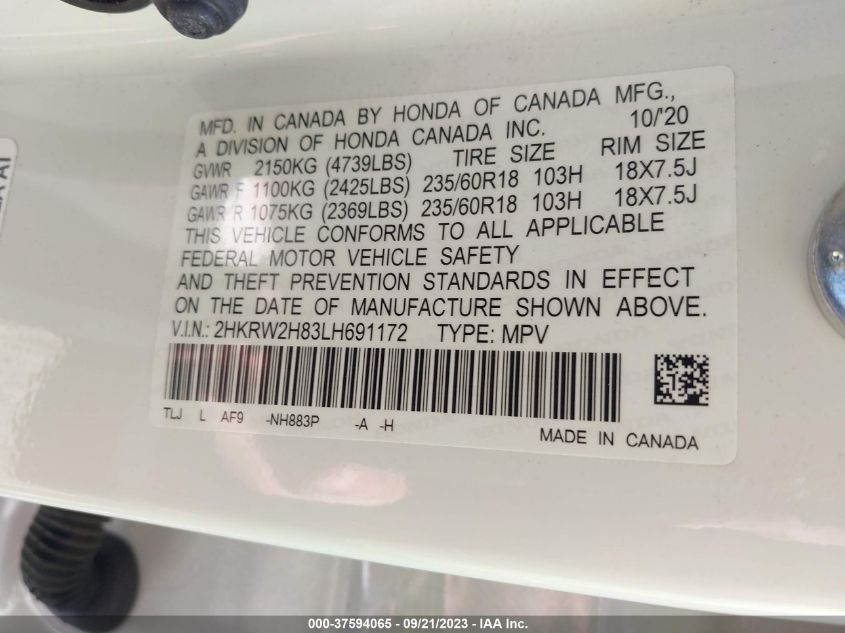 MFD. IN CANADA BY HONDA OF CANADA MFG.,
A DIVISION OF HONDA CANADA INC. 10/'20
GVWR 2150KG (4739LBS) TIRE SIZE RIM SIZE
GAWR F 1100KG (2425LBS) 235/60R18 103H 18X7.5J
GAWR R 1075KG (2369LBS) 235/60R18 103H 18X7.5J
THIS VEHICLE CONFORMS TO ALL APPLICABLE
FEDERAL MOTOR VEHICLE SAFETY
AND THEFT PREVENTION STANDARDS IN EFFECT
ON THE DATE OF MANUFACTURE SHOWN ABOVE.
V.I.N.: 2HKRW2H83LH691172 TYPE: MPV
TLJ L AF9 -NH883P -A -H
MADE IN CANADA
000-37594065 - 09/21/2023 - IAA Inc.